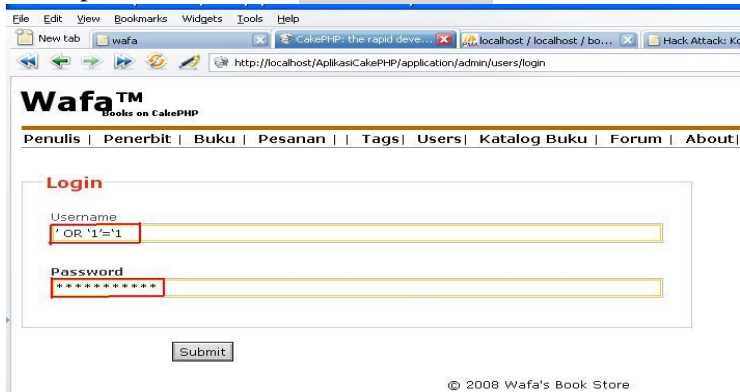 File Edit View Bookmarks Widgets Tools Help
New tab wafa CakePHP: the rapid deve... localhost / localhost / bo... Hack Attack: Ko
http://localhost/AplikasiCakePHP/application/admin/users/login
Wafa™
Books on CakePHP
Penulis | Penerbit | Buku | Pesanan | | Tags| Users| Katalog Buku | Forum | About|
Login
Username
’ OR ‘1’=‘1
Password
***********
Submit
© 2008 Wafa's Book Store